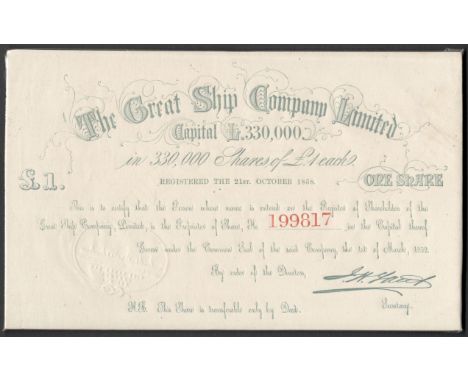 The Great Ship Company Limited
Capital £.330,000
in 330,000 Shares of £1 each
REGISTERED THE 21ST. OCTOBER 1858.
£1. ONE SHARE
This is to certify that the Person whose name is entered on the Register of Shareholders of the
Great Ship Company, Limited, is the Proprietor of Share, No 199817 in the Capital thereof.
Given under the Common Seal of the said Company the 1st of March, 1859.
By order of the Directors,
Secretary.
N.B. This Share is transferable only by Deed.